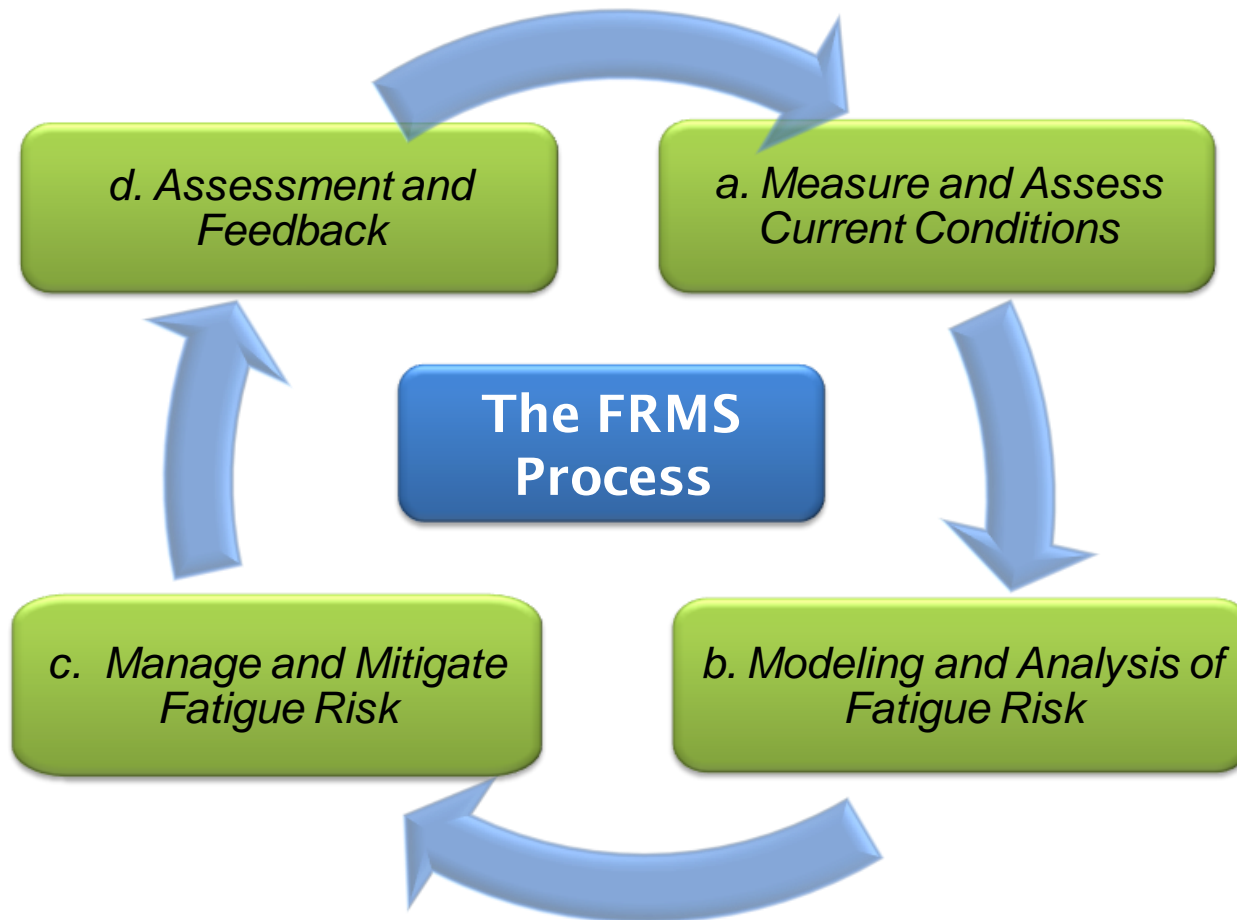 d. Assessment and
Feedback
a. Measure and Assess
Current Conditions
The FRMS
Process
c. Manage and Mitigate
Fatigue Risk
b. Modeling and Analysis of
Fatigue Risk